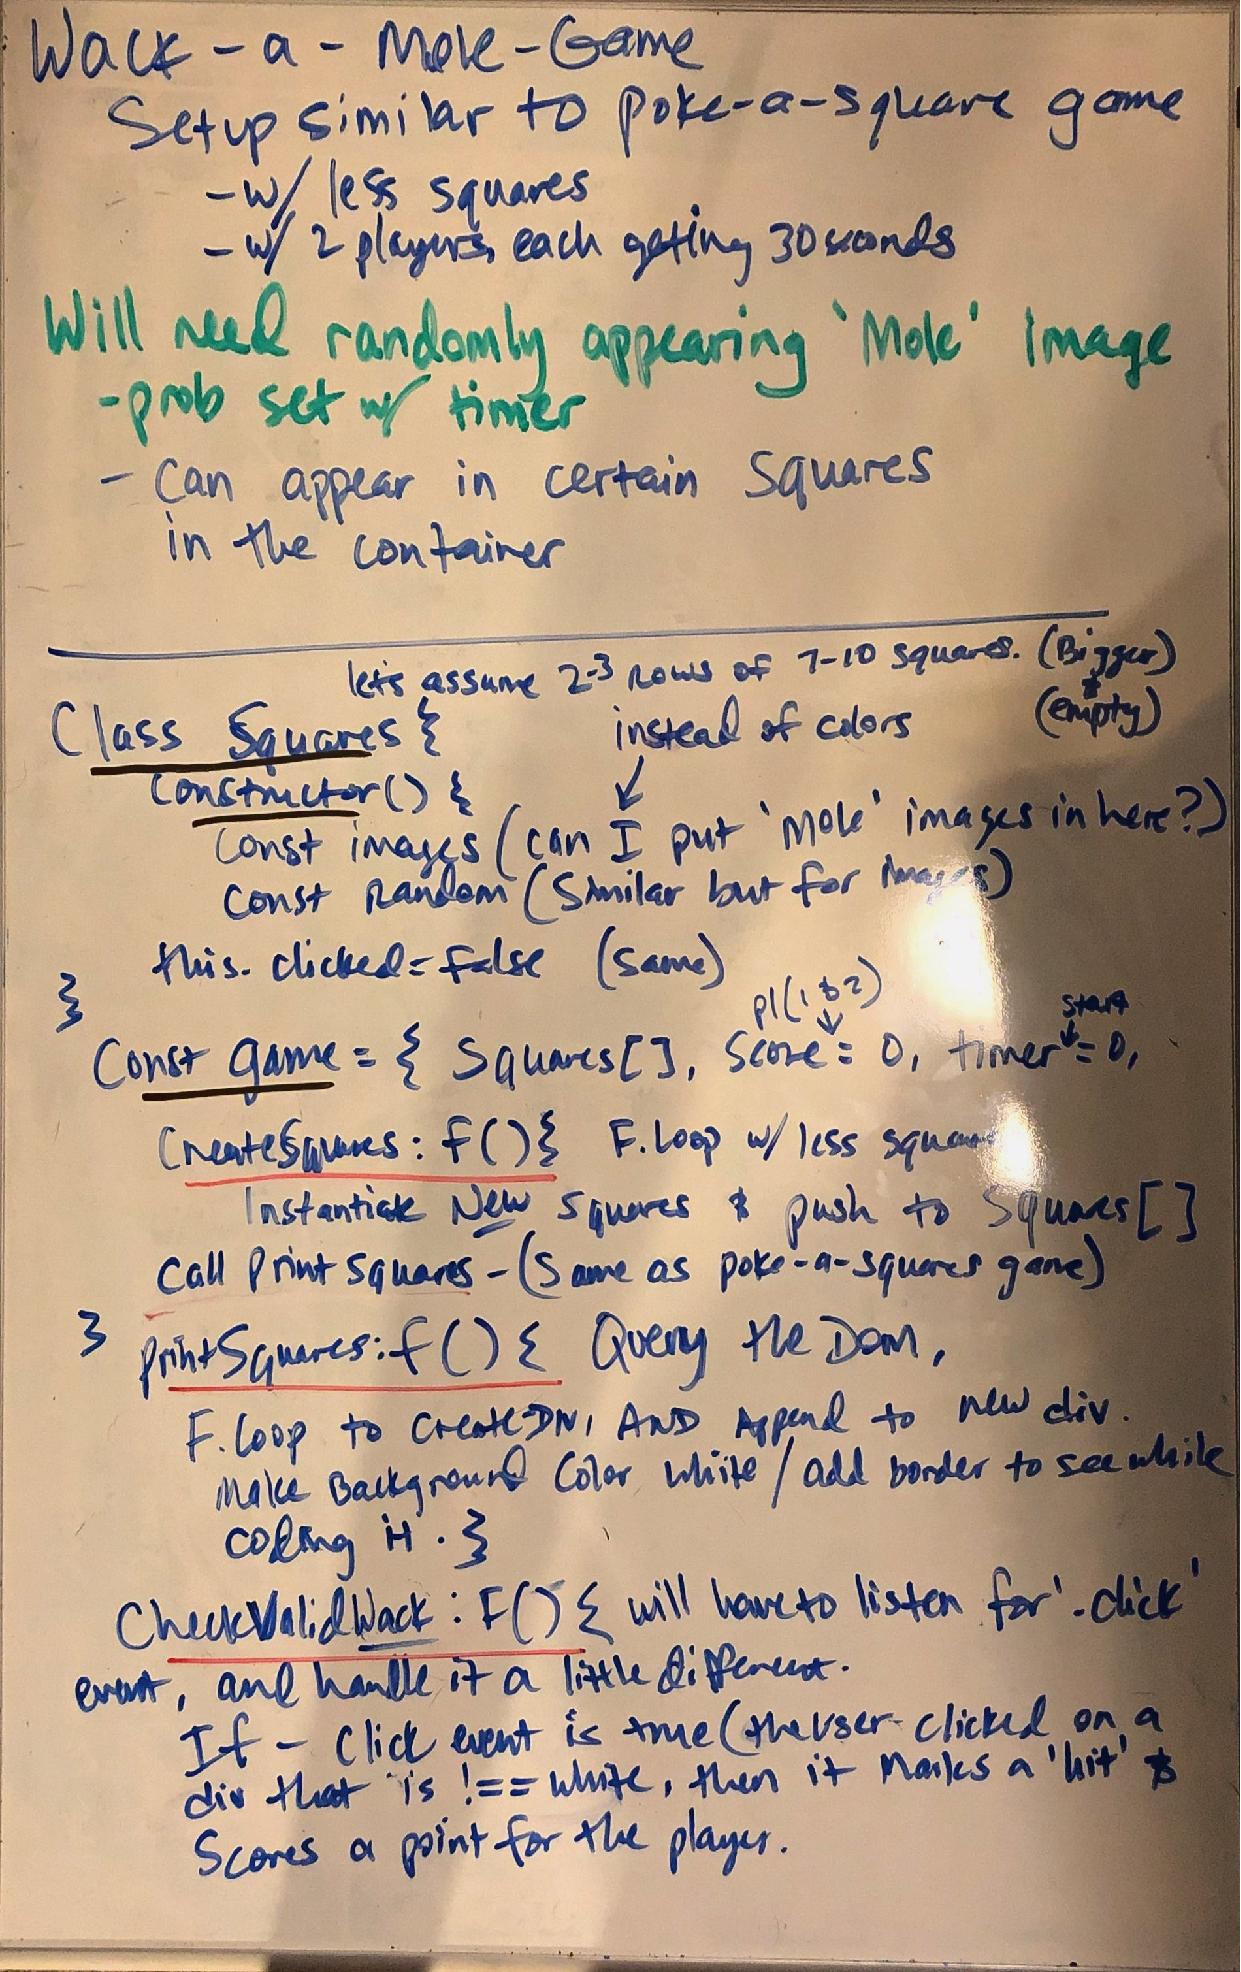 Wack-a-Mole-Game
Setup similar to poke-a-square game
-w/ less squares
-w/ 2 players, each geting 30 seconds
Will need randomly appearing 'Mole' image
-prob set w/ timer
- Can appear in certain squares
in the container
lets assume 2-3 rows of 7-10 squares. (Bigger)
& (empty)
Class Squares {
instead of colors
↓
Constructor() {
Const images (can I put 'Mole' images in here?)
Const Random (Similar but for images)
this.clicked=false (same)
}
pl(1&2)
↓
start
↓
Const game = { Squares[], Score = 0, timer = 0,
CreateSquares: f(){ F.loop w/ less squares
Instantiate New squares & push to Squares[]
Call Print squares - (Same as poke-a-squares game)
}
printSquares: f() { Query the Dom,
F.loop to Create DIV, AND Append to new div.
Make Background Color White / add border to see while
coding it. }
CheckValidWack: F() { will have to listen for '.click'
event, and handle it a little different.
If - Click event is true (the user clicked on a
div that is !== white, then it Marks a 'hit' &
Scores a point for the player.